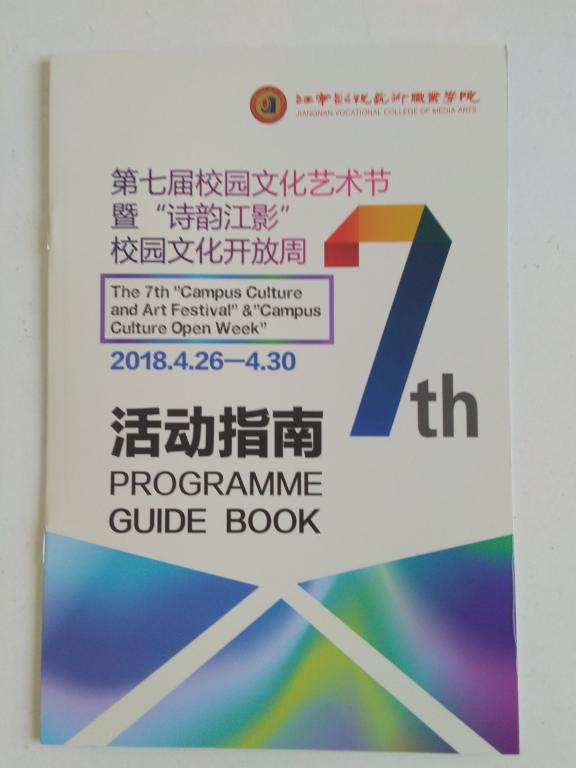 江南影视艺术职业学院
JIANGNAN VOCATIONAL COLLEGE OF MEDIA ARTS
第七届校园文化艺术节
暨“诗韵江影”
校园文化开放周
The 7th "Campus Culture
and Art Festival" &"Campus
Culture Open Week"
2018.4.26—4.30
7th
活动指南
PROGRAMME
GUIDE BOOK